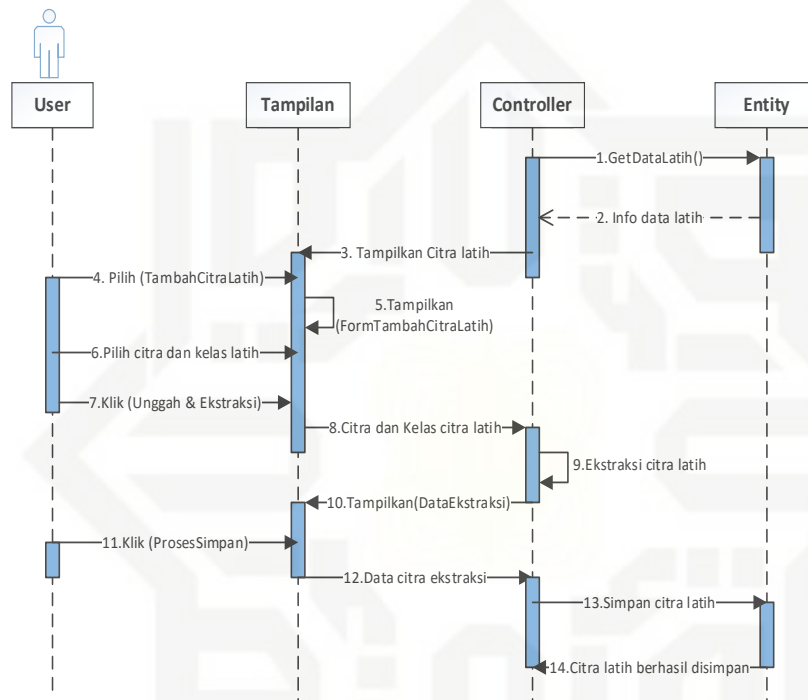 User
Tampilan
Controller
Entity
1.GetDataLatih()
2. Info data latih
3. Tampilkan Citra latih
4. Pilih (TambahCitraLatih)
5.Tampilkan
(FormTambahCitraLatih)
6.Pilih citra dan kelas latih
7.Klik (Unggah & Ekstraksi)
8.Citra dan Kelas citra latih
9.Ekstraksi citra latih
10.Tampilkan(DataEkstraksi)
11.Klik (ProsesSimpan)
12.Data citra ekstraksi
13.Simpan citra latih
14.Citra latih berhasil disimpan